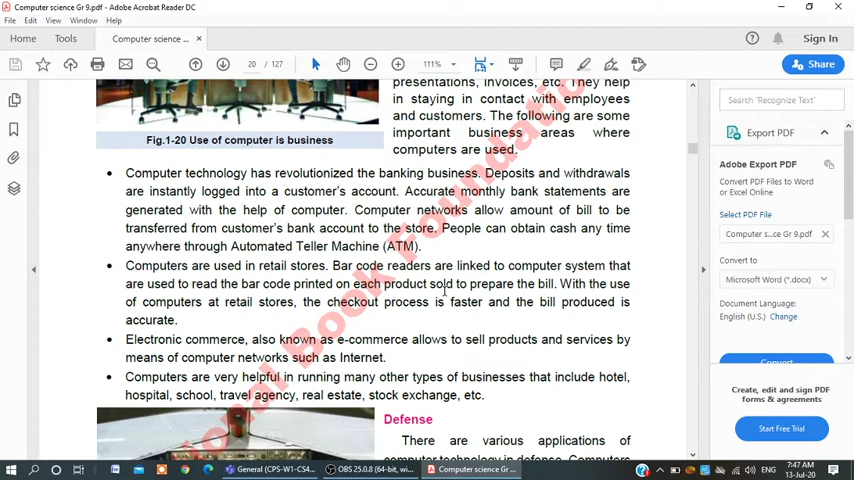 Computer science Gr 9.pdf - Adobe Acrobat Reader DC
File Edit View Window Help
Home Tools Computer science ... ×
Sign In
20 / 127
111%
Share
presentations, invoices, etc. They help
in staying in contact with employees
and customers. The following are some
important business areas where
computers are used.
Fig.1-20 Use of computer is business
• Computer technology has revolutionized the banking business. Deposits and withdrawals
are instantly logged into a customer's account. Accurate monthly bank statements are
generated with the help of computer. Computer networks allow amount of bill to be
transferred from customer's bank account to the store. People can obtain cash any time
anywhere through Automated Teller Machine (ATM).
• Computers are used in retail stores. Bar code readers are linked to computer system that
are used to read the bar code printed on each product sold to prepare the bill. With the use
of computers at retail stores, the checkout process is faster and the bill produced is
accurate.
• Electronic commerce, also known as e-commerce allows to sell products and services by
means of computer networks such as Internet.
• Computers are very helpful in running many other types of businesses that include hotel,
hospital, school, travel agency, real estate, stock exchange, etc.
Defense
There are various applications of
computer technology in defense. Computers
onal Book Foundatio
Search 'Recognize Text'
Export PDF
Adobe Export PDF
Convert PDF Files to Word
or Excel Online
Select PDF File
Computer s...ce Gr 9.pdf ×
Convert to
Microsoft Word (*.docx)
Document Language:
English (U.S.) Change
Convert
Create, edit and sign PDF
forms & agreements
Start Free Trial
General (CPS-W1-CS4...
OBS 25.0.8 (64-bit, wi...
Computer science Gr ...
ENG
7:47 AM
13-Jul-20